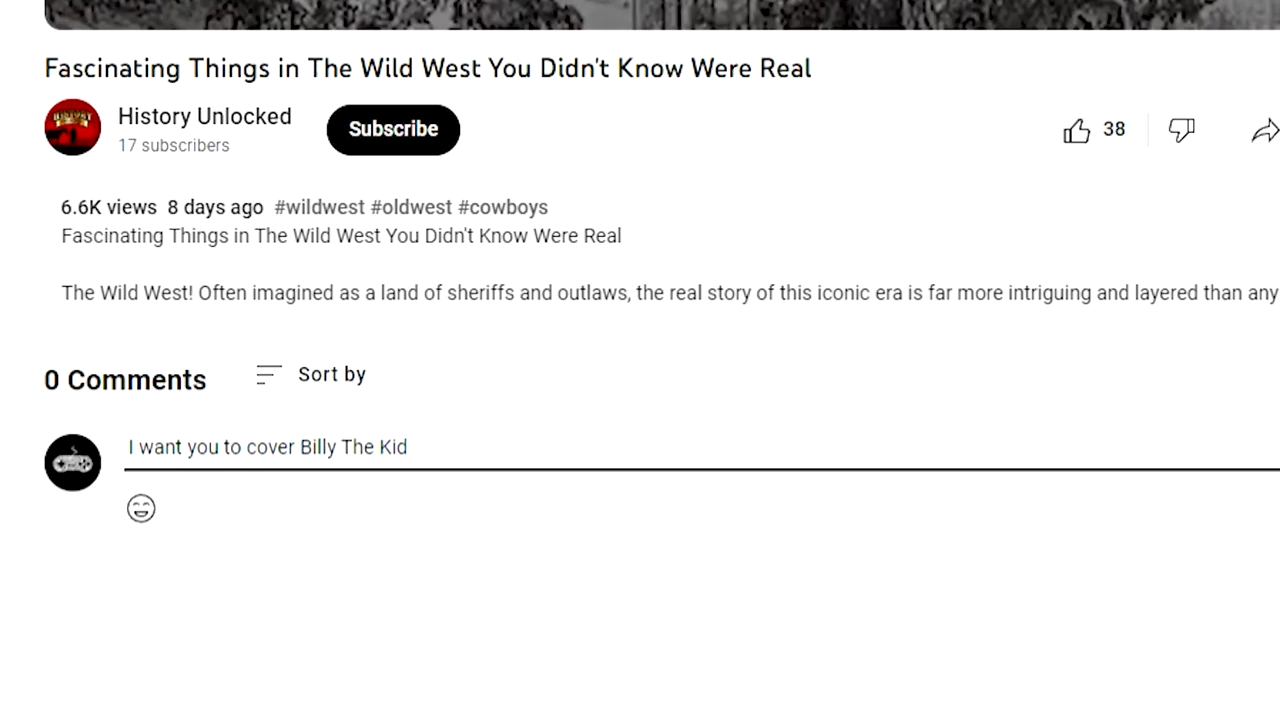 Fascinating Things in The Wild West You Didn't Know Were Real
HISTORY
History Unlocked
Subscribe
17 subscribers
38
6.6K views 8 days ago #wildwest #oldwest #cowboys
Fascinating Things in The Wild West You Didn't Know Were Real
The Wild West! Often imagined as a land of sheriffs and outlaws, the real story of this iconic era is far more intriguing and layered than any
0 Comments
Sort by
I want you to cover Billy The Kid